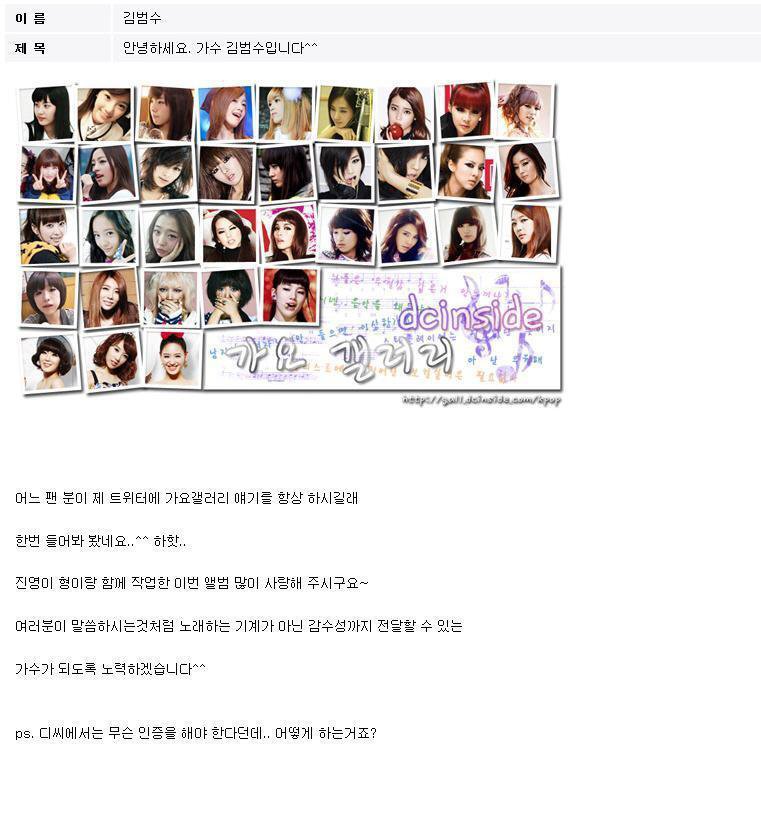 이 름 김범수
제 목 안녕하세요. 가수 김범수입니다^^
dcinside
가요 갤러리
http://gall.dcinside.com/kpop
어느 팬 분이 제 트위터에 가요갤러리 얘기를 항상 하시길래
한번 들어와 봤네요..^^ 하핫..
진영이 형이랑 함께 작업한 이번 앨범 많이 사랑해 주시구요~
여러분이 말씀하시는것처럼 노래하는 기계가 아닌 감수성까지 전달할 수 있는
가수가 되도록 노력하겠습니다^^
ps. 디씨에서는 무슨 인증을 해야 한다던데.. 어떻게 하는거죠?